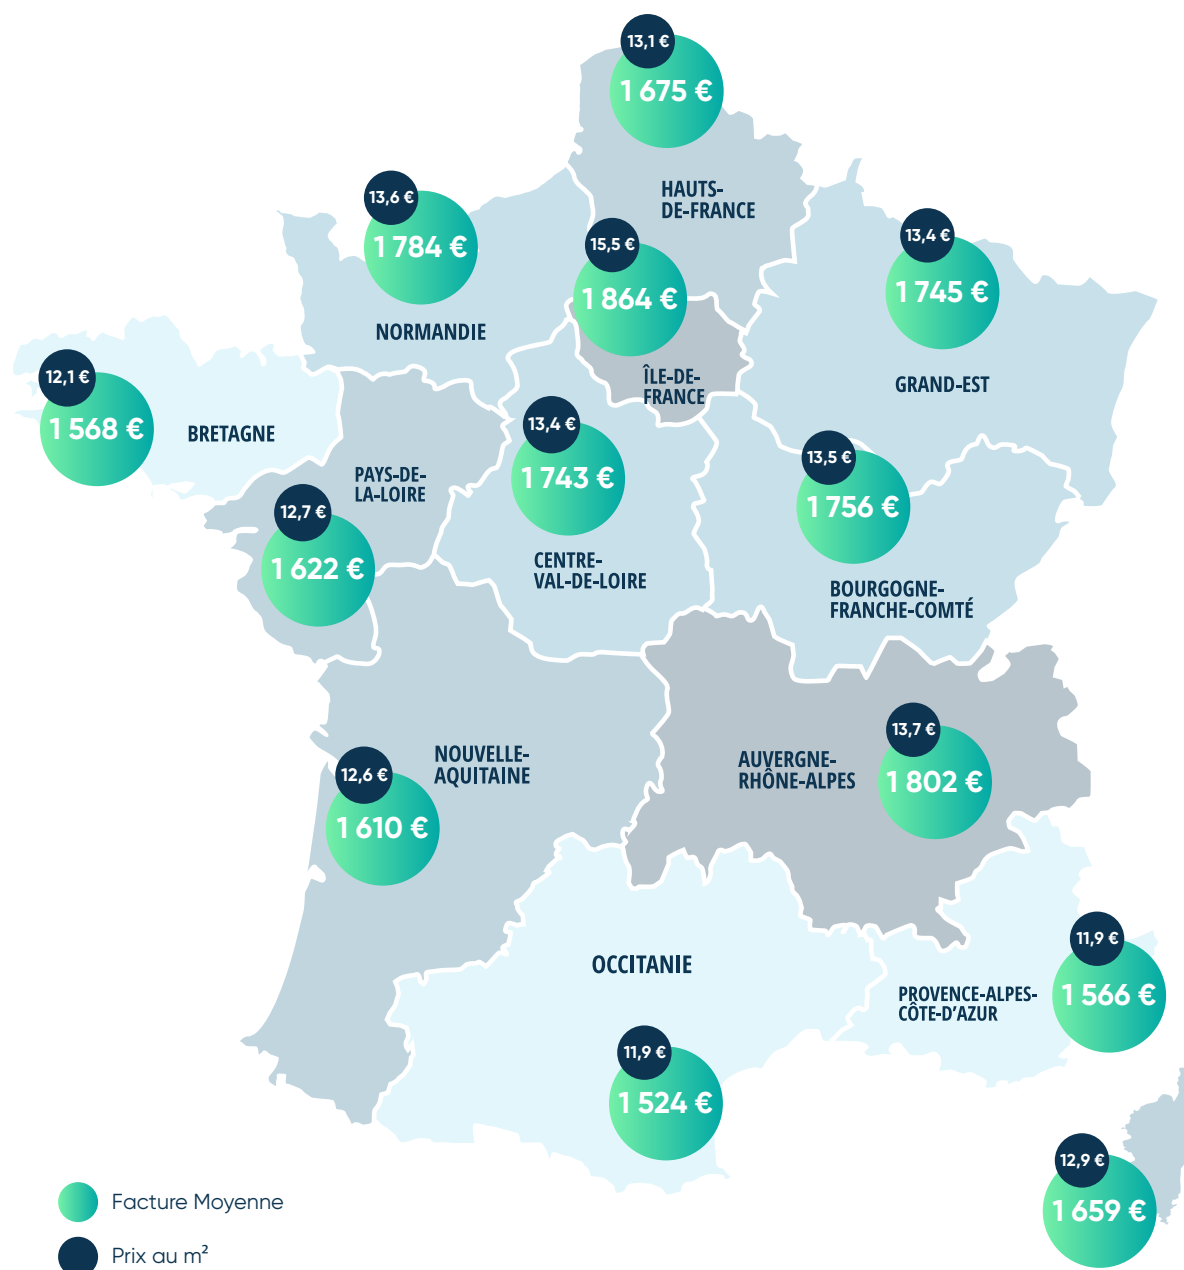 13,1 €
1 675 €
HAUTS-
DE-FRANCE
13,6 €
1 784 €
NORMANDIE
15,5 €
1 864 €
ÎLE-DE-
FRANCE
13,4 €
1 745 €
GRAND-EST
12,1 €
1 568 €
BRETAGNE
PAYS-DE-
LA-LOIRE
12,7 €
1 622 €
13,4 €
1 743 €
CENTRE-
VAL-DE-LOIRE
13,5 €
1 756 €
BOURGOGNE-
FRANCHE-COMTÉ
NOUVELLE-
AQUITAINE
12,6 €
1 610 €
AUVERGNE-
RHÔNE-ALPES
13,7 €
1 802 €
OCCITANIE
11,9 €
1 524 €
PROVENCE-ALPES-
CÔTE-D'AZUR
11,9 €
1 566 €
12,9 €
1 659 €
Facture Moyenne
Prix au m²